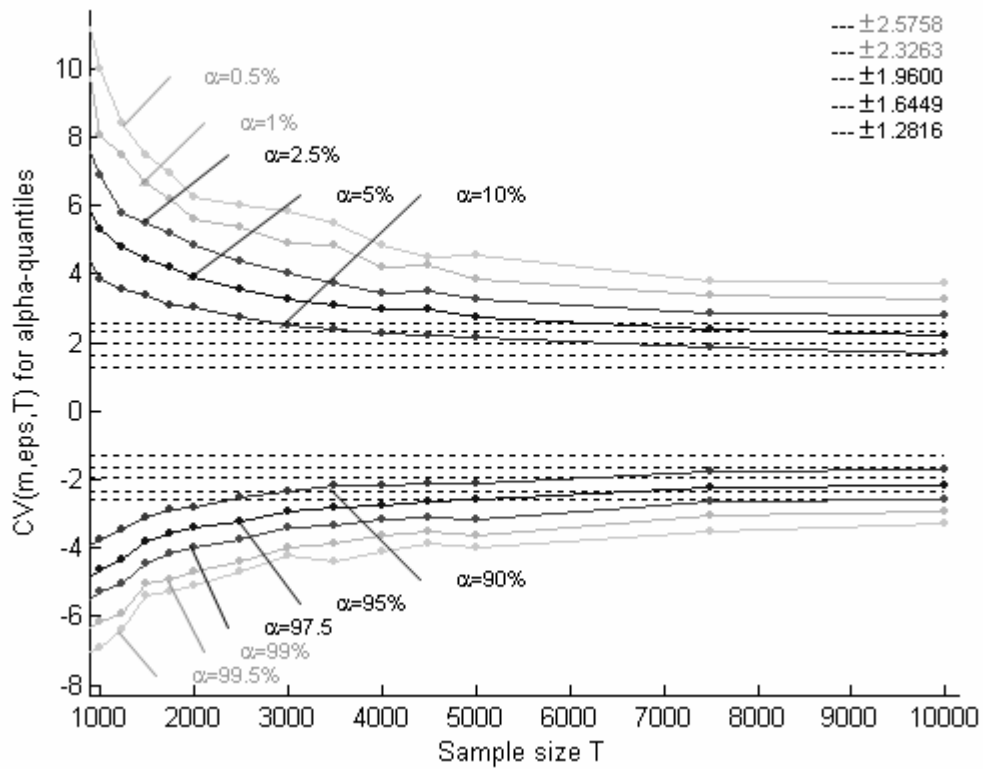 --- ±2.5758
--- ±2.3263
--- ±1.9600
--- ±1.6449
--- ±1.2816
CV(m,eps,T) for alpha-quantiles
10
8
6
4
2
0
-2
-4
-6
-8
α=0.5%
α=1%
α=2.5%
α=5%
α=10%
α=90%
α=95%
α=97.5
α=99%
α=99.5%
1000 2000 3000 4000 5000 6000 7000 8000 9000 10000
Sample size T